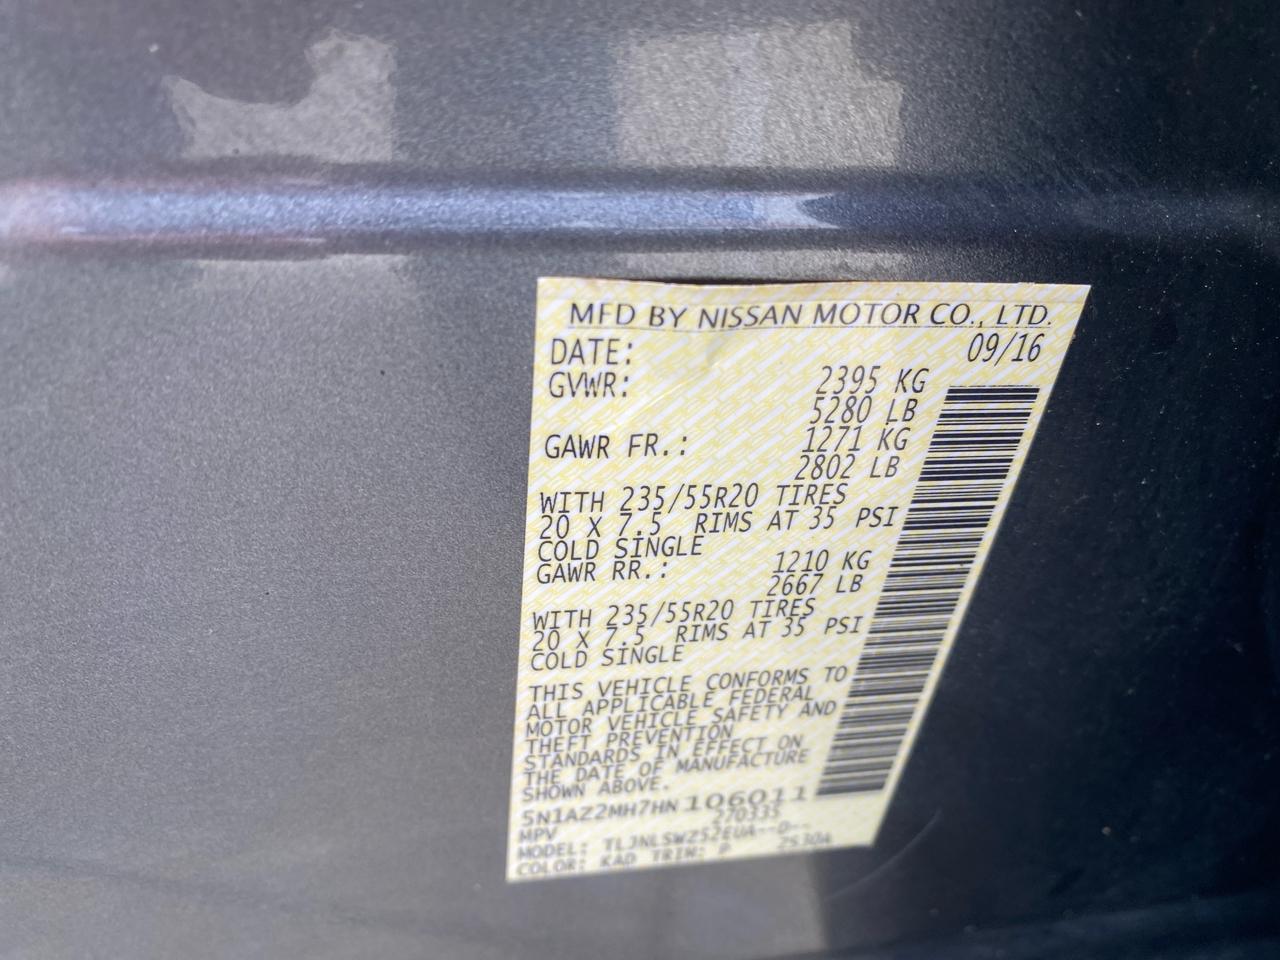 MFD BY NISSAN MOTOR CO., LTD.
DATE: 09/16
GVWR: 2395 KG
5280 LB
GAWR FR.: 1271 KG
2802 LB
WITH 235/55R20 TIRES
20 X 7.5 RIMS AT 35 PSI
COLD SINGLE
GAWR RR.: 1210 KG
2667 LB
WITH 235/55R20 TIRES
20 X 7.5 RIMS AT 35 PSI
COLD SINGLE
THIS VEHICLE CONFORMS TO
ALL APPLICABLE FEDERAL
MOTOR VEHICLE SAFETY AND
THEFT PREVENTION
STANDARDS IN EFFECT ON
THE DATE OF MANUFACTURE
SHOWN ABOVE.
5N1AZ2MH7HN106011
MPV 270335
MODEL: TLJNLSWZ52EUA--D--
COLOR: KAD TRIM: P